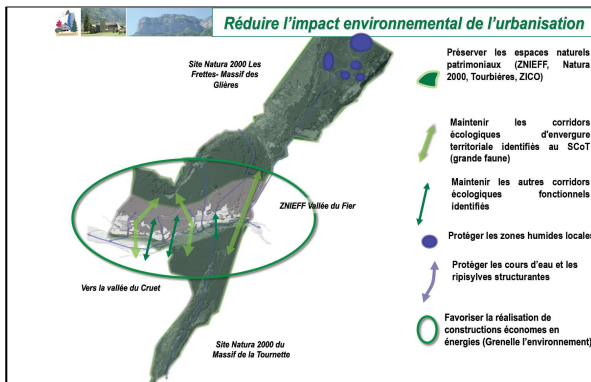 Réduire l’impact environnemental de l’urbanisation
Site Natura 2000 Les
Frettes- Massif des
Glières
ZNIEFF Vallée du Fier
Vers la vallée du Cruet
Site Natura 2000 du
Massif de la Tournette
Préserver les espaces naturels
patrimoniaux (ZNIEFF, Natura
2000, Tourbières, ZICO)
Maintenir les corridors
écologiques d'envergure
territoriale identifiés au SCoT
(grande faune)
Maintenir les autres corridors
écologiques fonctionnels
identifiés
Protéger les zones humides locales
Protéger les cours d’eau et les
ripisylves structurantes
Favoriser la réalisation de
constructions économes en
énergies (Grenelle l’environnement)